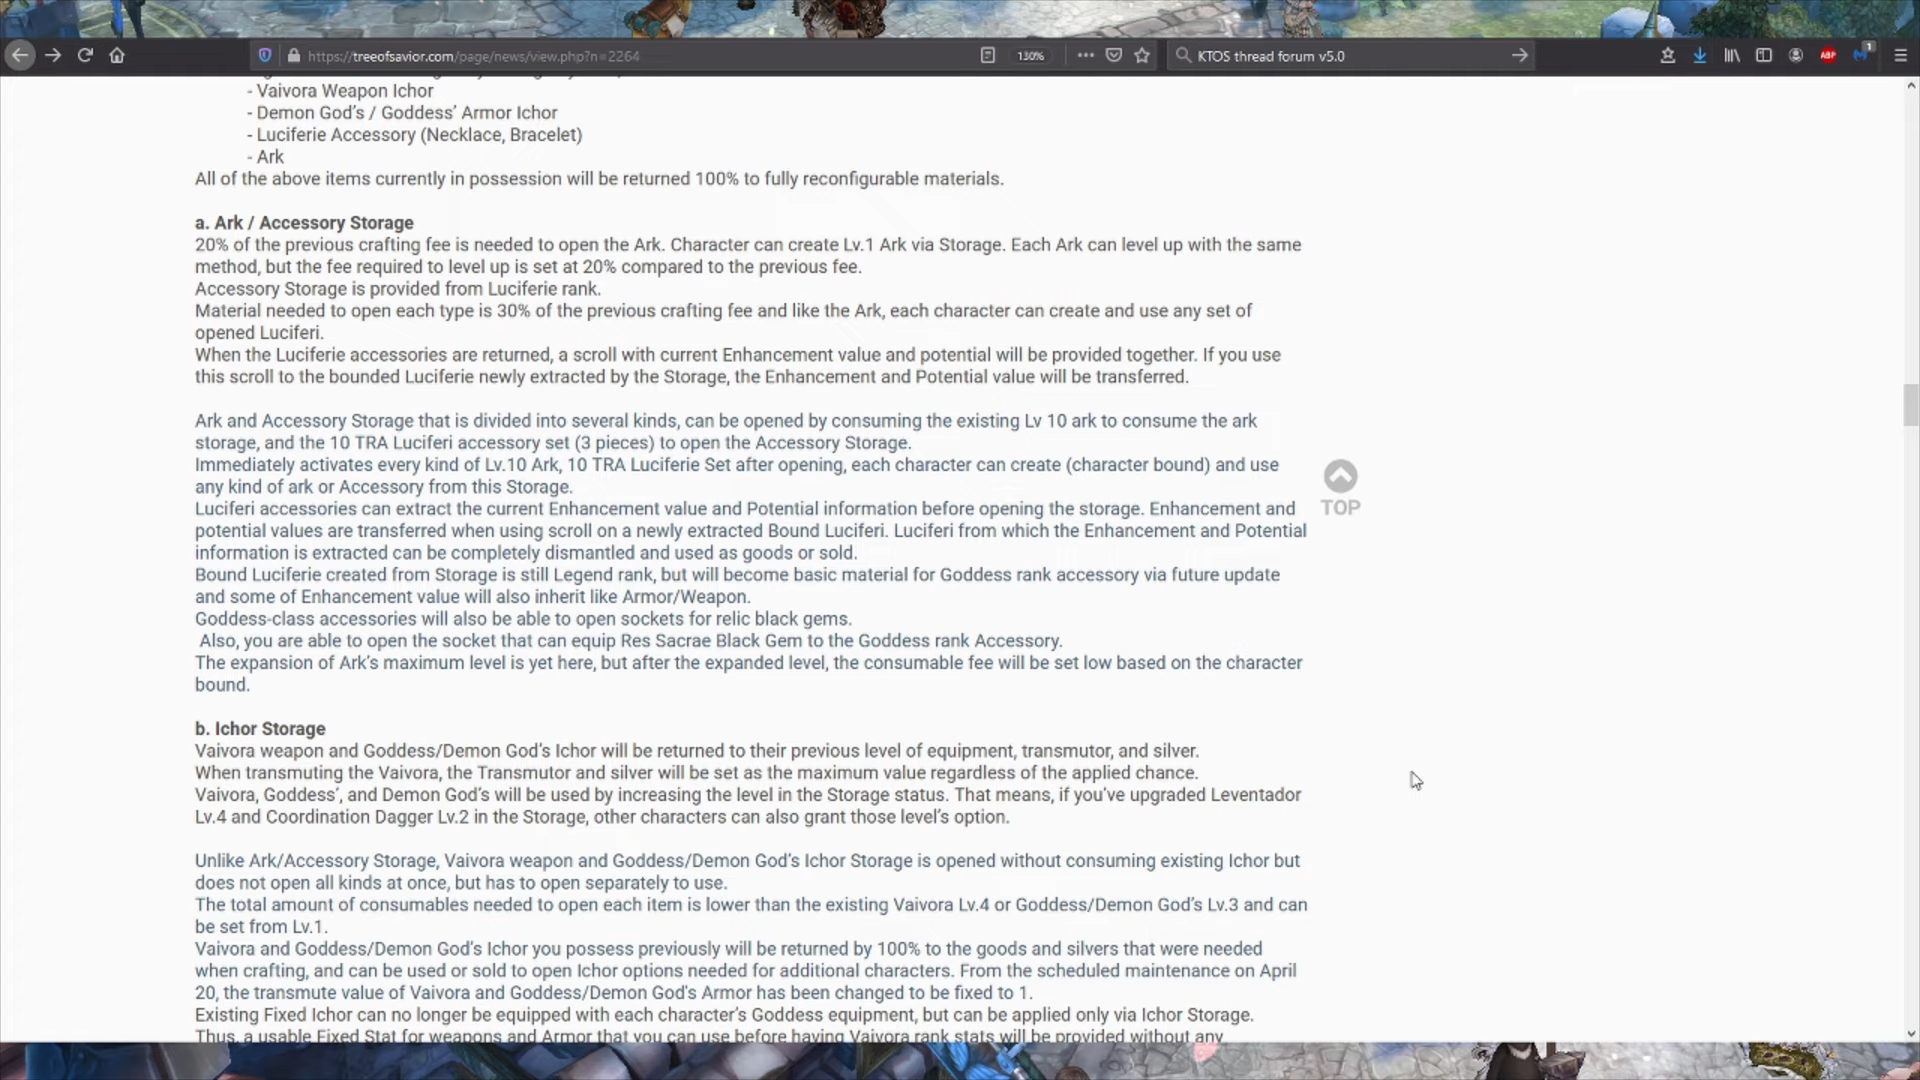 https://treeofsavior.com/page/news/view.php?n=2264
130%
KTOS thread forum v5.0
ABP
1
- Vaivora Weapon Ichor
- Demon God's / Goddess' Armor Ichor
- Luciferie Accessory (Necklace, Bracelet)
- Ark
All of the above items currently in possession will be returned 100% to fully reconfigurable materials.
a. Ark / Accessory Storage
20% of the previous crafting fee is needed to open the Ark. Character can create Lv.1 Ark via Storage. Each Ark can level up with the same
method, but the fee required to level up is set at 20% compared to the previous fee.
Accessory Storage is provided from Luciferie rank.
Material needed to open each type is 30% of the previous crafting fee and like the Ark, each character can create and use any set of
opened Luciferi.
When the Luciferie accessories are returned, a scroll with current Enhancement value and potential will be provided together. If you use
this scroll to the bounded Luciferie newly extracted by the Storage, the Enhancement and Potential value will be transferred.
Ark and Accessory Storage that is divided into several kinds, can be opened by consuming the existing Lv 10 ark to consume the ark
storage, and the 10 TRA Luciferi accessory set (3 pieces) to open the Accessory Storage.
Immediately activates every kind of Lv.10 Ark, 10 TRA Luciferie Set after opening, each character can create (character bound) and use
any kind of ark or Accessory from this Storage.
Luciferi accessories can extract the current Enhancement value and Potential information before opening the storage. Enhancement and
potential values are transferred when using scroll on a newly extracted Bound Luciferi. Luciferi from which the Enhancement and Potential
information is extracted can be completely dismantled and used as goods or sold.
Bound Luciferie created from Storage is still Legend rank, but will become basic material for Goddess rank accessory via future update
and some of Enhancement value will also inherit like Armor/Weapon.
Goddess-class accessories will also be able to open sockets for relic black gems.
Also, you are able to open the socket that can equip Res Sacrae Black Gem to the Goddess rank Accessory.
The expansion of Ark's maximum level is yet here, but after the expanded level, the consumable fee will be set low based on the character
bound.
TOP
b. Ichor Storage
Vaivora weapon and Goddess/Demon God's Ichor will be returned to their previous level of equipment, transmutor, and silver.
When transmuting the Vaivora, the Transmutor and silver will be set as the maximum value regardless of the applied chance.
Vaivora, Goddess', and Demon God's will be used by increasing the level in the Storage status. That means, if you've upgraded Leventador
Lv.4 and Coordination Dagger Lv.2 in the Storage, other characters can also grant those level's option.
Unlike Ark/Accessory Storage, Vaivora weapon and Goddess/Demon God's Ichor Storage is opened without consuming existing Ichor but
does not open all kinds at once, but has to open separately to use.
The total amount of consumables needed to open each item is lower than the existing Vaivora Lv.4 or Goddess/Demon God's Lv.3 and can
be set from Lv.1.
Vaivora and Goddess/Demon God's Ichor you possess previously will be returned by 100% to the goods and silvers that were needed
when crafting, and can be used or sold to open Ichor options needed for additional characters. From the scheduled maintenance on April
20, the transmute value of Vaivora and Goddess/Demon God's Armor has been changed to be fixed to 1.
Existing Fixed Ichor can no longer be equipped with each character's Goddess equipment, but can be applied only via Ichor Storage.
Thus, a usable Fixed Stat for weapons and Armor that you can use before having Vaivora rank stats will be provided without any